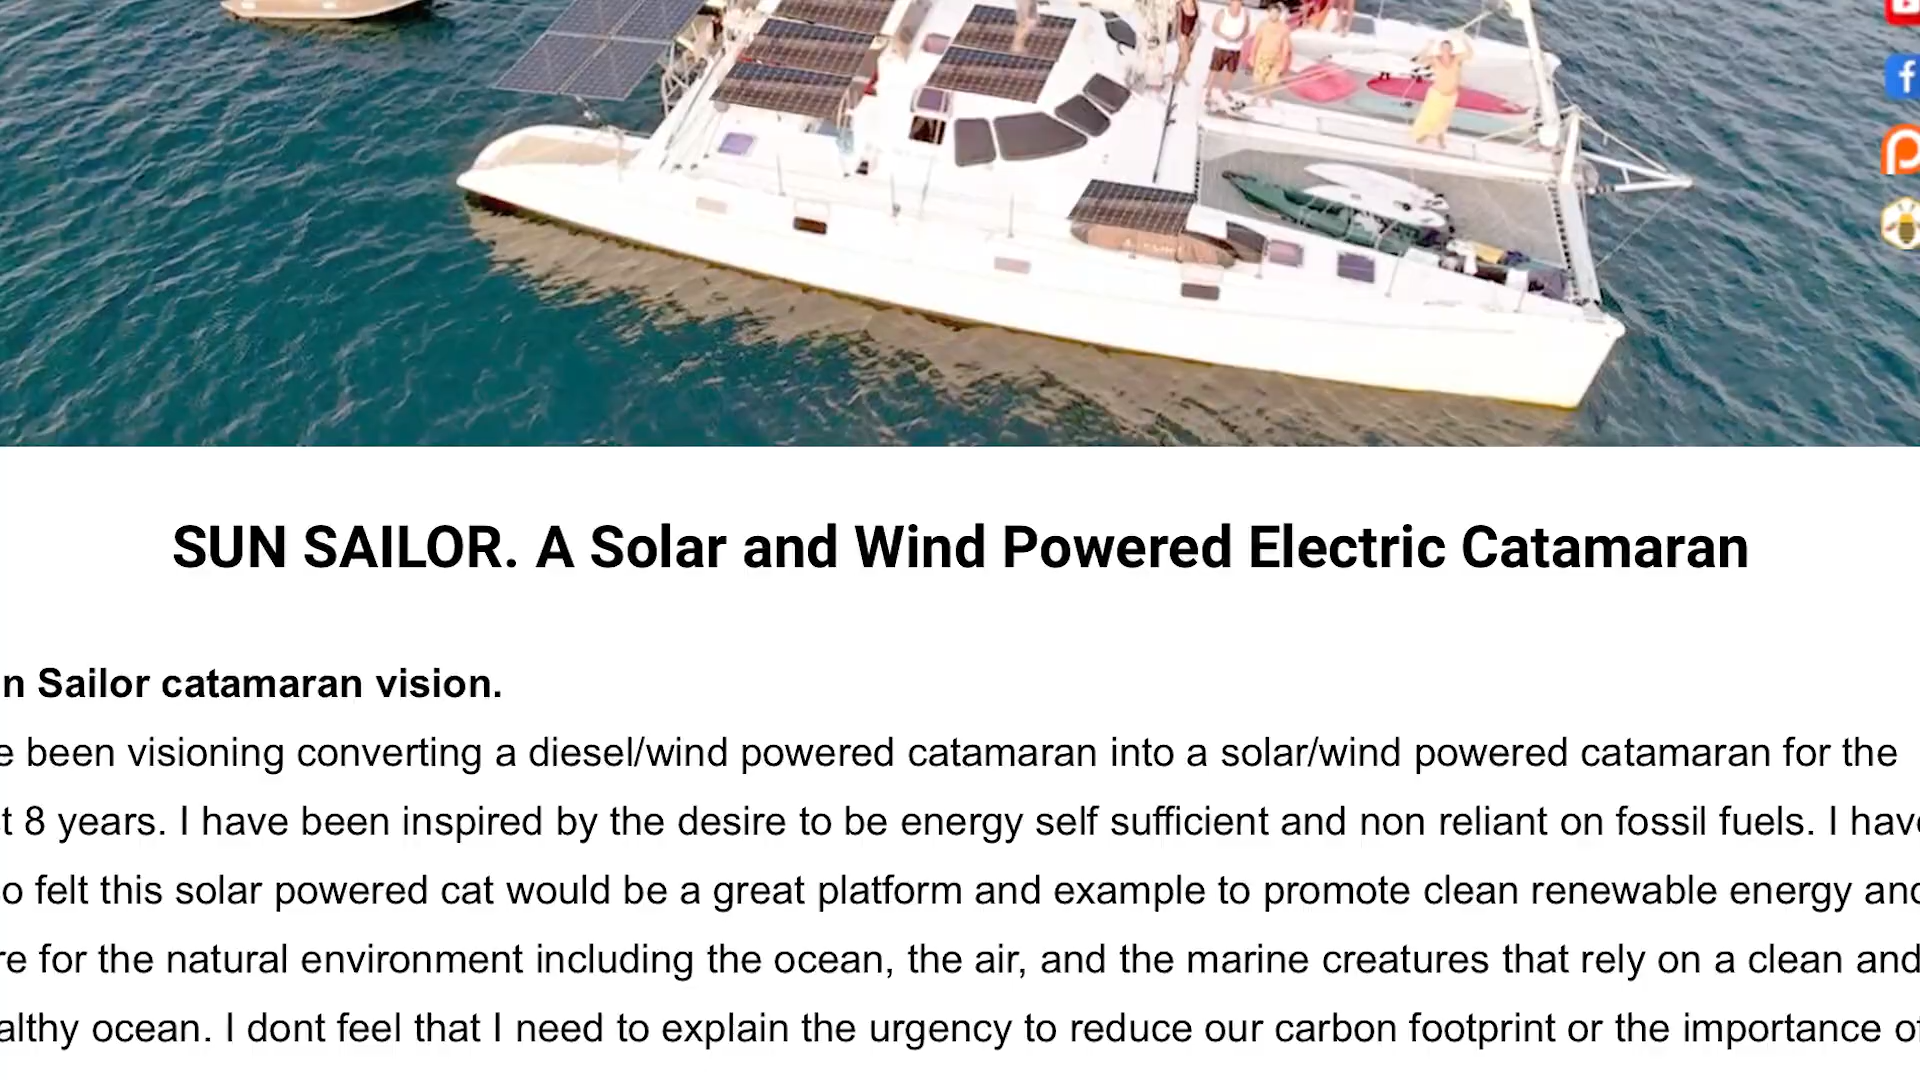 SUN SAILOR. A Solar and Wind Powered Electric Catamaran
n Sailor catamaran vision.
e been visioning converting a diesel/wind powered catamaran into a solar/wind powered catamaran for the
t 8 years. I have been inspired by the desire to be energy self sufficient and non reliant on fossil fuels. I have
o felt this solar powered cat would be a great platform and example to promote clean renewable energy and
re for the natural environment including the ocean, the air, and the marine creatures that rely on a clean and
althy ocean. I dont feel that I need to explain the urgency to reduce our carbon footprint or the importance of